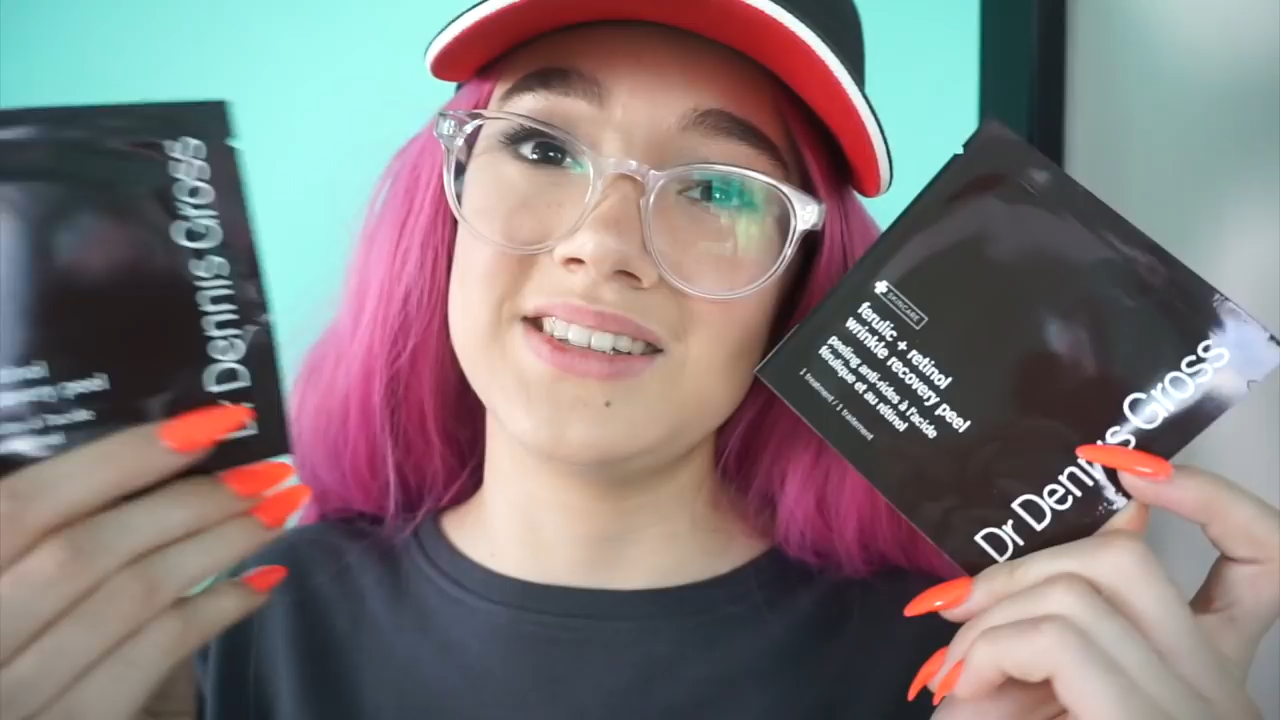 Dr Dennis Gross
SKINCARE
ferulic + retinol
wrinkle recovery peel
peeling anti-rides à l'acide
férulique et au rétinol
1 treatment / 1 traitement
Dr Dennis Gross